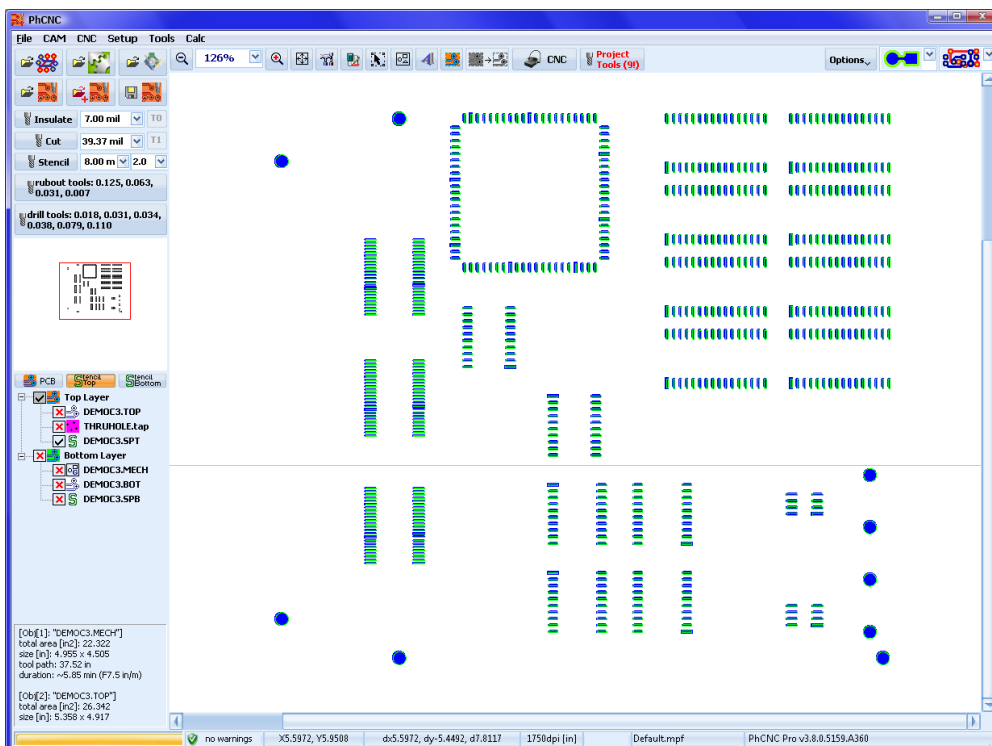 PhCNC
File CAM CNC Setup Tools Calc
126%
CNC
Project
Tools (9!)
Options
Insulate 7.00 mil T0
Cut 39.37 mil T1
Stencil 8.00 m 2.0
rubout tools: 0.125, 0.063,
0.031, 0.007
drill tools: 0.018, 0.031, 0.034,
0.038, 0.079, 0.110
PCB Stencil Top Stencil Bottom
Top Layer
DEMOC3.TOP
THRUHOLE.tap
DEMOC3.SPT
Bottom Layer
DEMOC3.MECH
DEMOC3.BOT
DEMOC3.SPB
[Obj[1]: "DEMOC3.MECH"]
total area [in2]: 22.322
size [in]: 4.955 x 4.505
tool path: 37.52 in
duration: ~5.85 min (F7.5 in/m)
[Obj[2]: "DEMOC3.TOP"]
total area [in2]: 26.342
size [in]: 5.358 x 4.917
no warnings X5.5972, Y5.9508 dx5.5972, dy-5.4492, d7.8117 1750dpi [in] Default.mpf PhCNC Pro v3.8.0.5159.A360